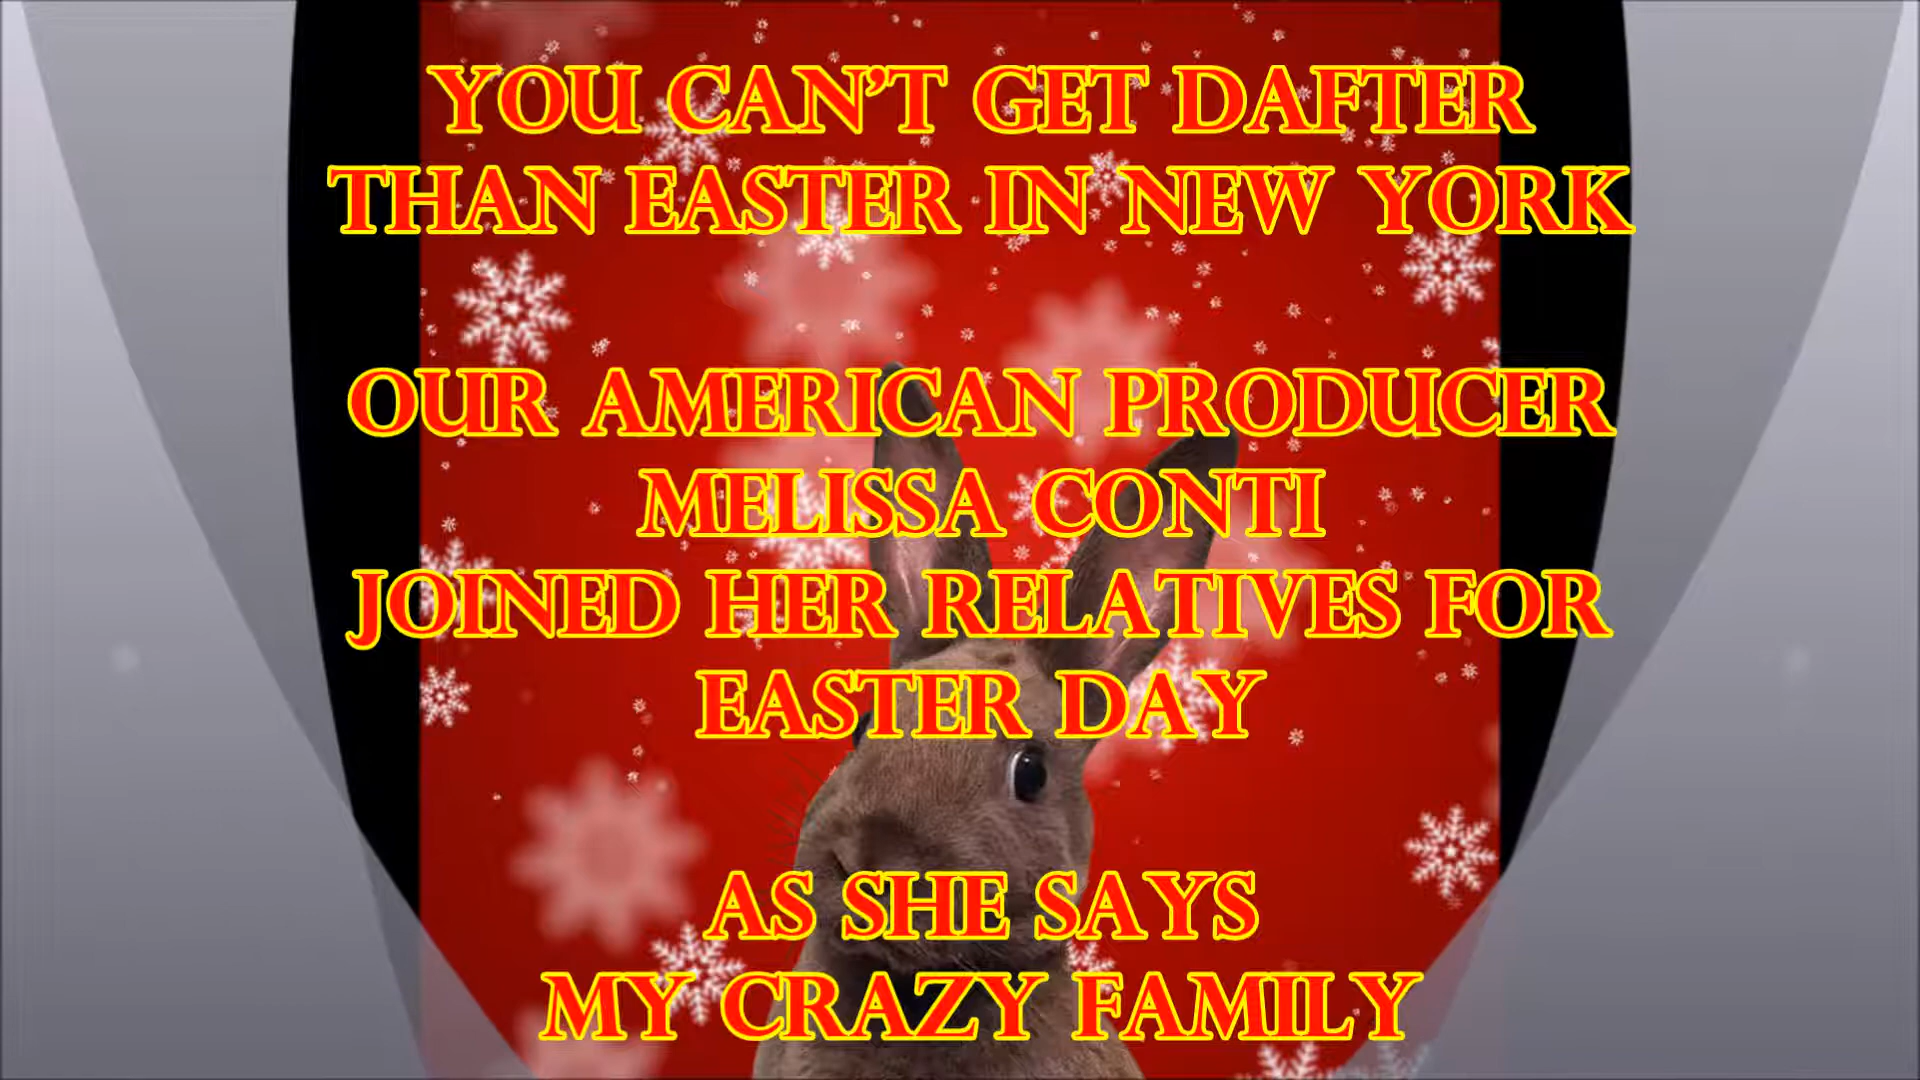 YOU CAN'T GET DAFTER
THAN EASTER IN NEW YORK
OUR AMERICAN PRODUCER
MELISSA CONTI
JOINED HER RELATIVES FOR
EASTER DAY
AS SHE SAYS
MY CRAZY FAMILY